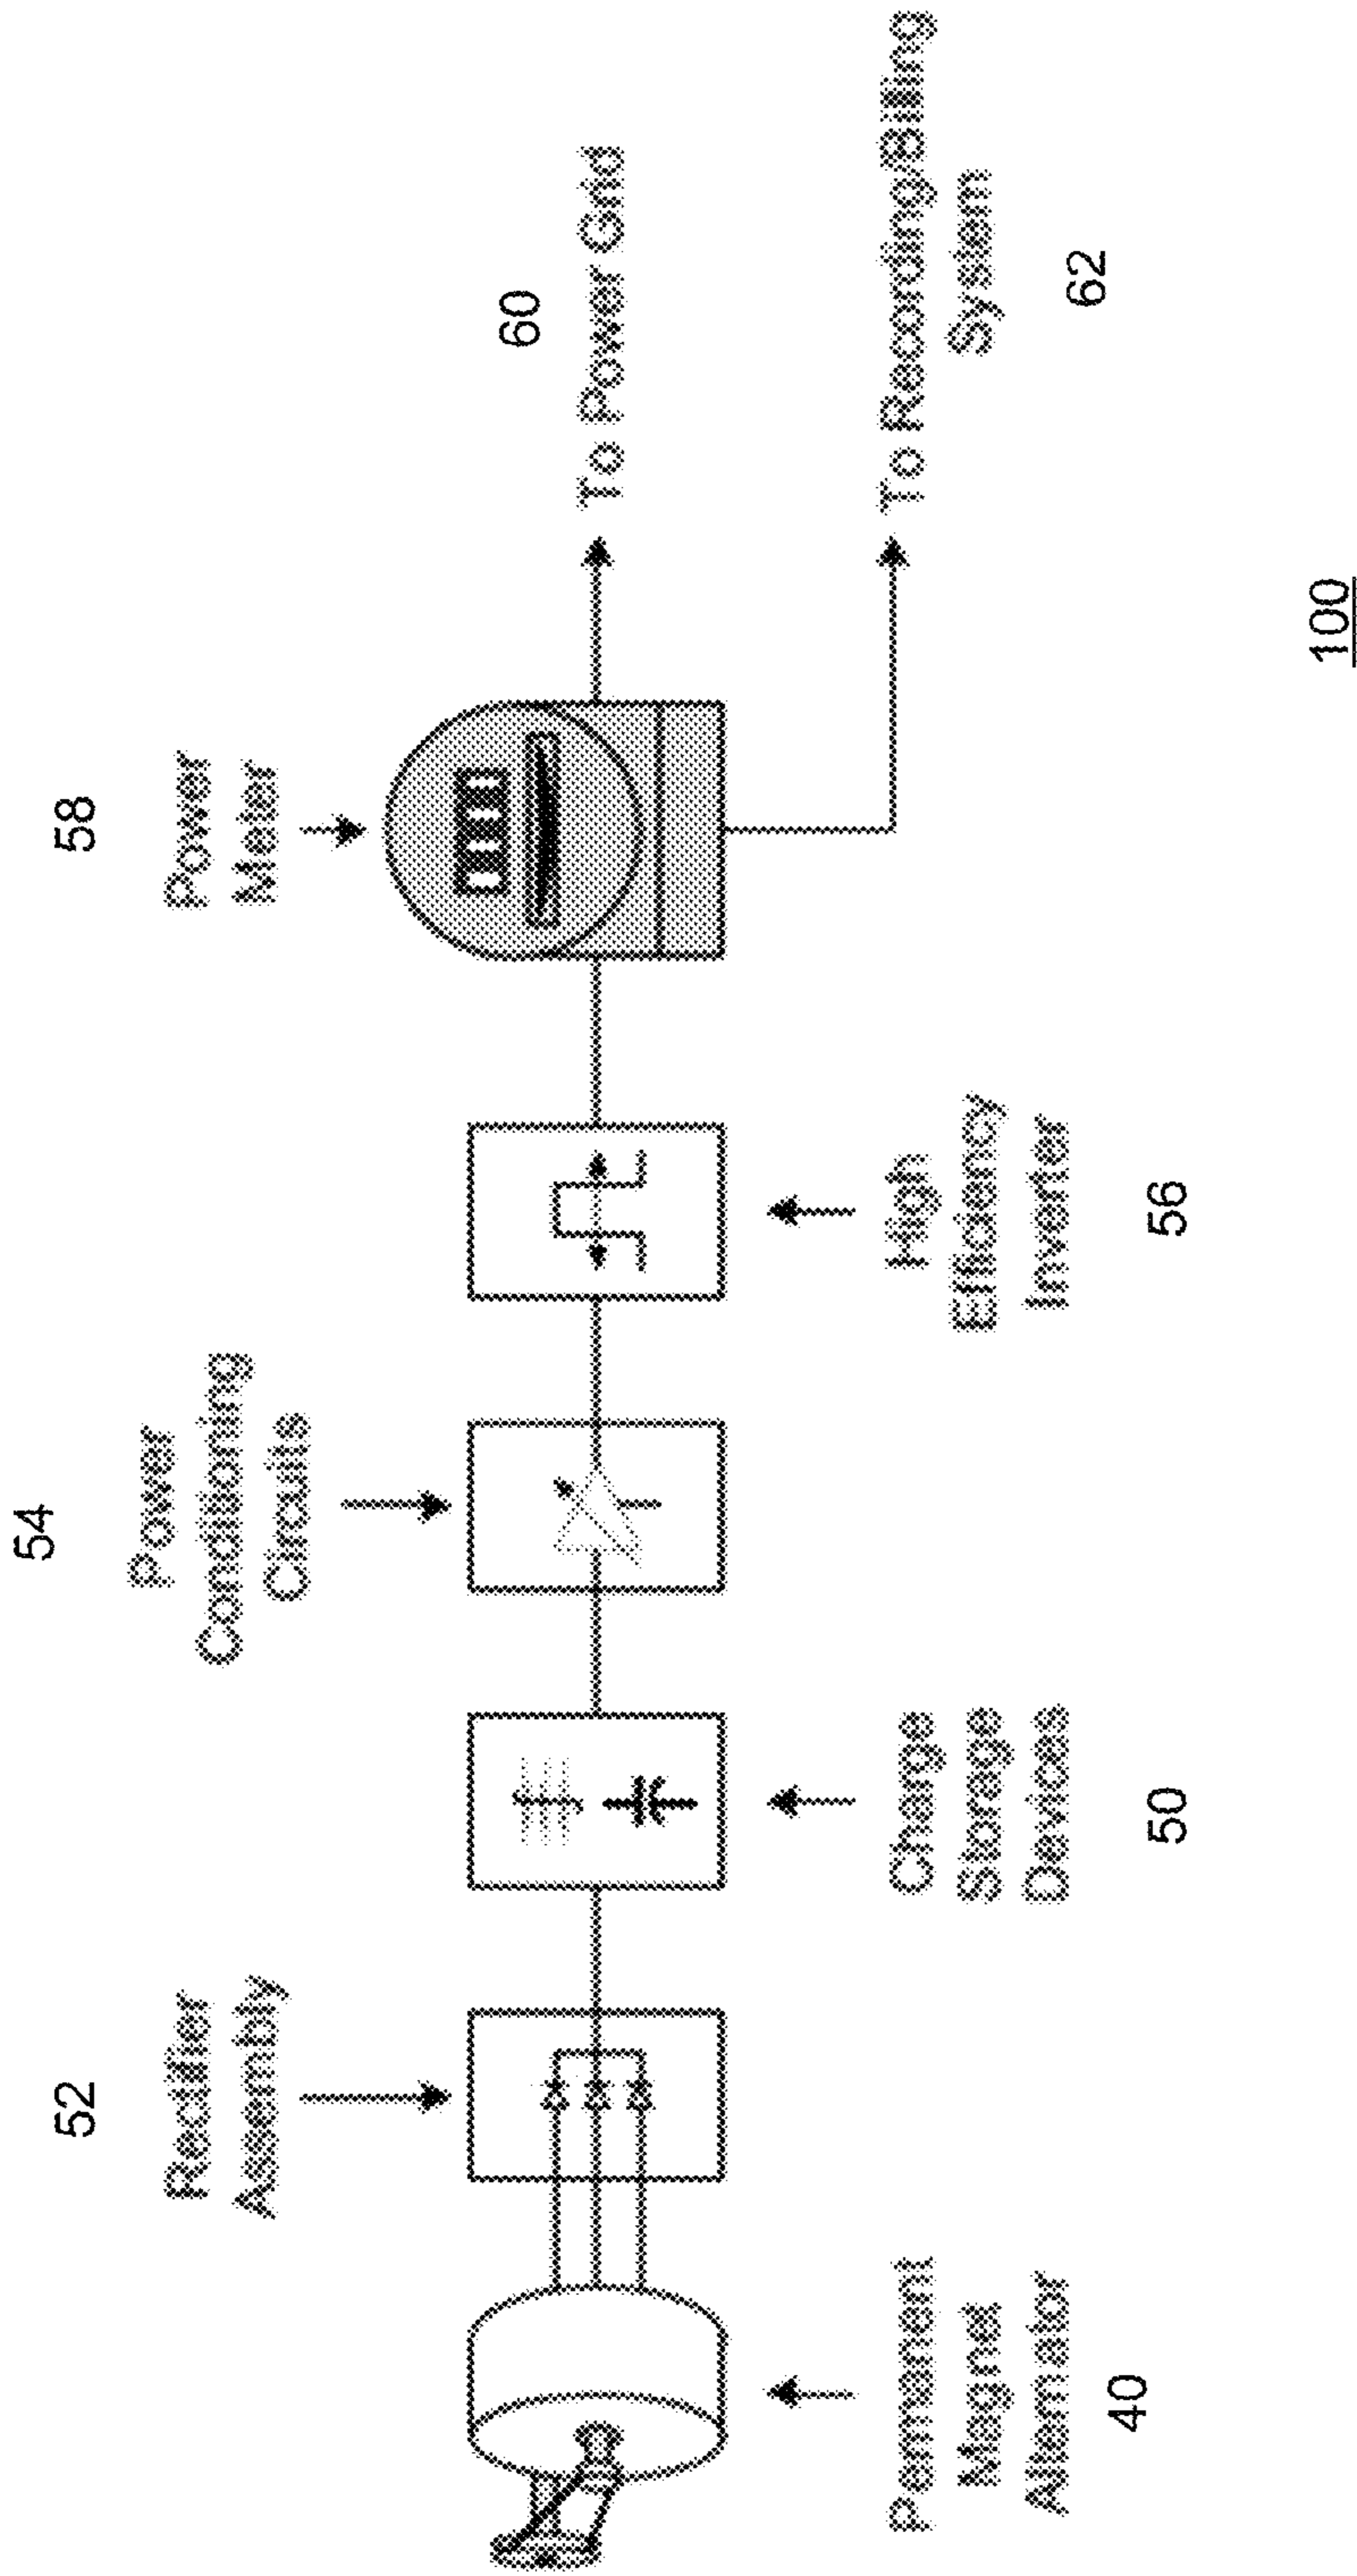 52
Rectifier
Assembly
54
Power
Conditioning
Circuits
58
Power
Meter
60
To Power Grid
To Recording/Billing
System
62
Permanent
Magnet
Alternator
40
Charge
Storage
Devices
50
High
Efficiency
Inverter
56
100